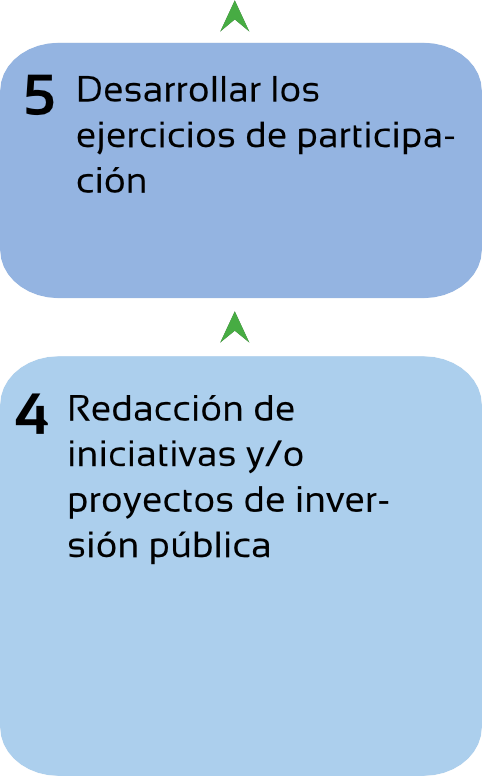 5 Desarrollar los
ejercicios de participa-
ción
4 Redacción de
iniciativas y/o
proyectos de inver-
sión pública